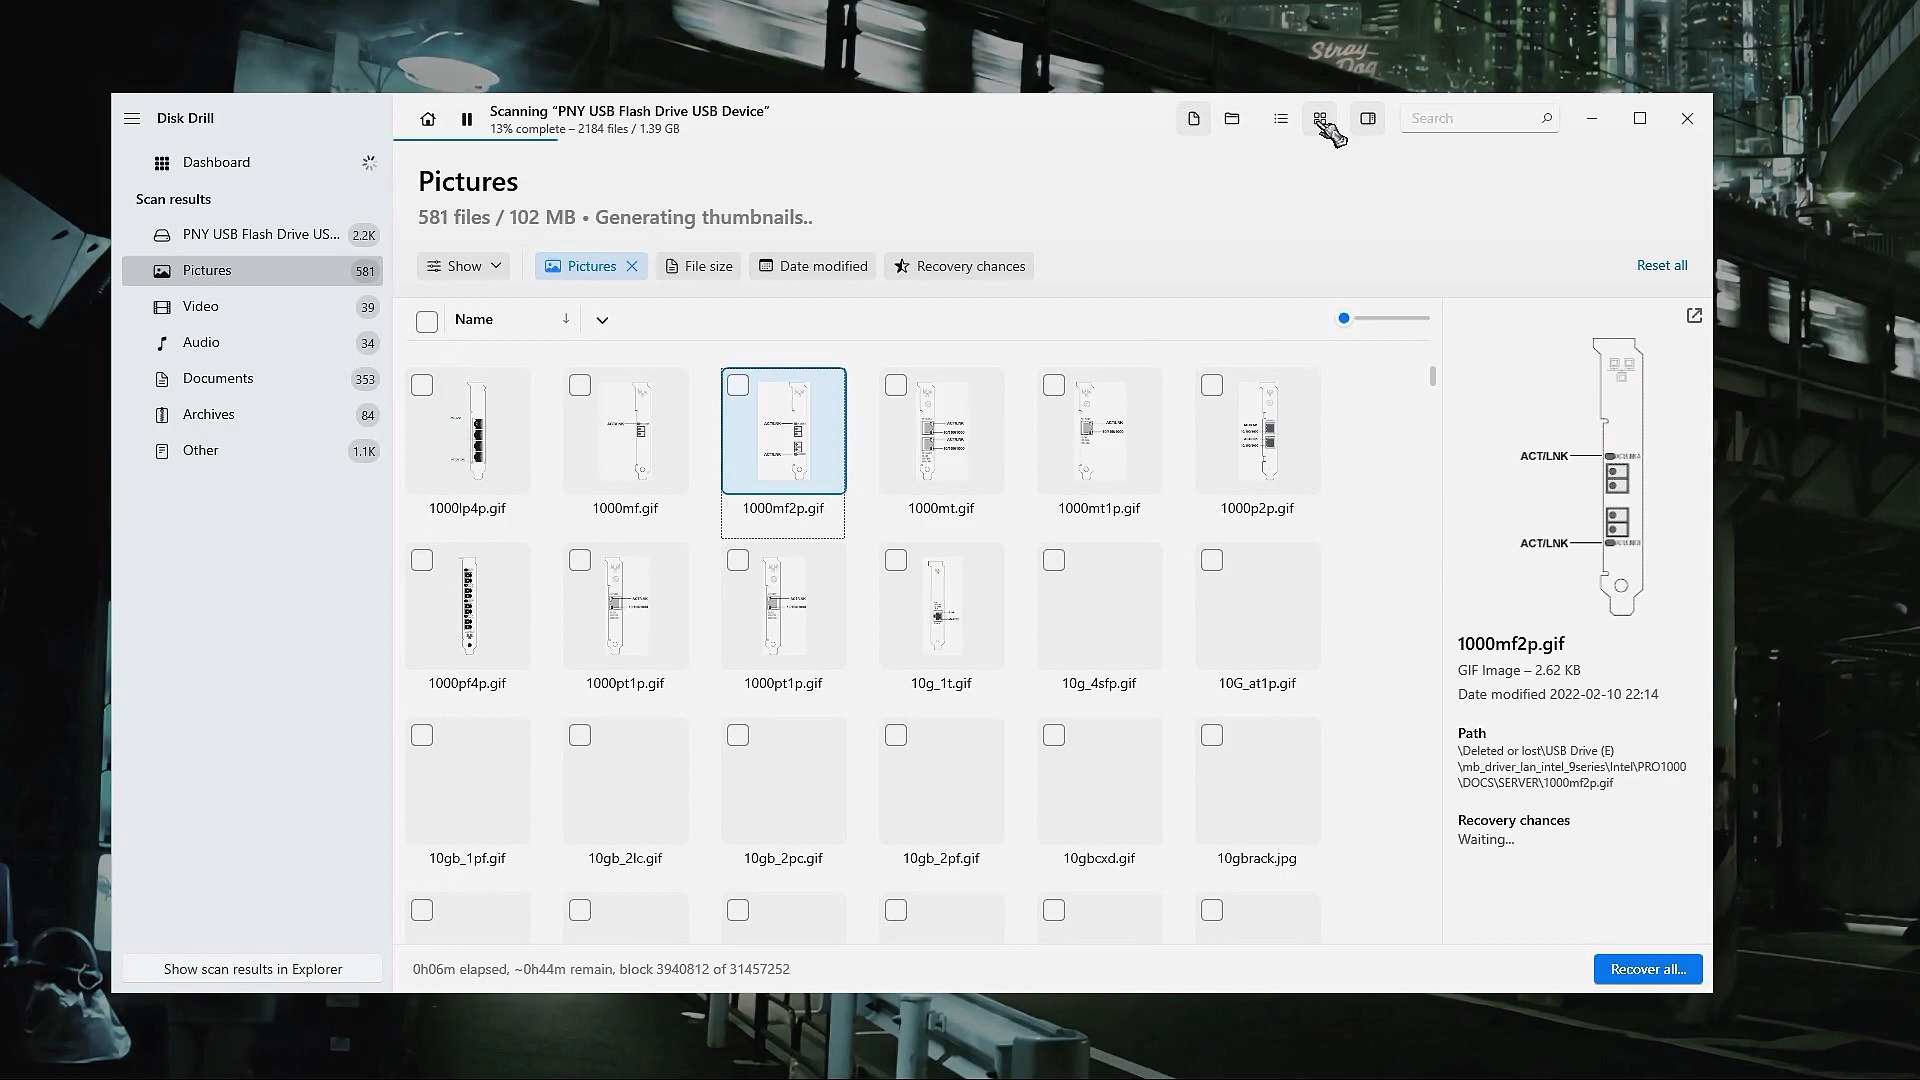 Stray
Dog
Disk Drill
Scanning “PNY USB Flash Drive USB Device”
13% complete – 2184 files / 1.39 GB
Search
Dashboard
Scan results
PNY USB Flash Drive US... 2.2K
Pictures 581
Video 39
Audio 34
Documents 353
Archives 84
Other 1.1K
Show scan results in Explorer
Pictures
581 files / 102 MB • Generating thumbnails..
Show
Pictures
File size
Date modified
Recovery chances
Reset all
Name
1000lp4p.gif
1000mf.gif
1000mf2p.gif
1000mt.gif
1000mt1p.gif
1000p2p.gif
1000pf4p.gif
1000pt1p.gif
1000pt1p.gif
10g_1t.gif
10g_4sfp.gif
10G_at1p.gif
10gb_1pf.gif
10gb_2lc.gif
10gb_2pc.gif
10gb_2pf.gif
10gbcxd.gif
10gbrack.jpg
ACT/LNK
ACT/LNK
1000mf2p.gif
GIF Image – 2.62 KB
Date modified 2022-02-10 22:14
Path
\Deleted or lost\USB Drive (E)
\mb_driver_lan_intel_9series\Intel\PRO1000
\DOCS\SERVER\1000mf2p.gif
Recovery chances
Waiting...
0h06m elapsed, ~0h44m remain, block 3940812 of 31457252
Recover all...